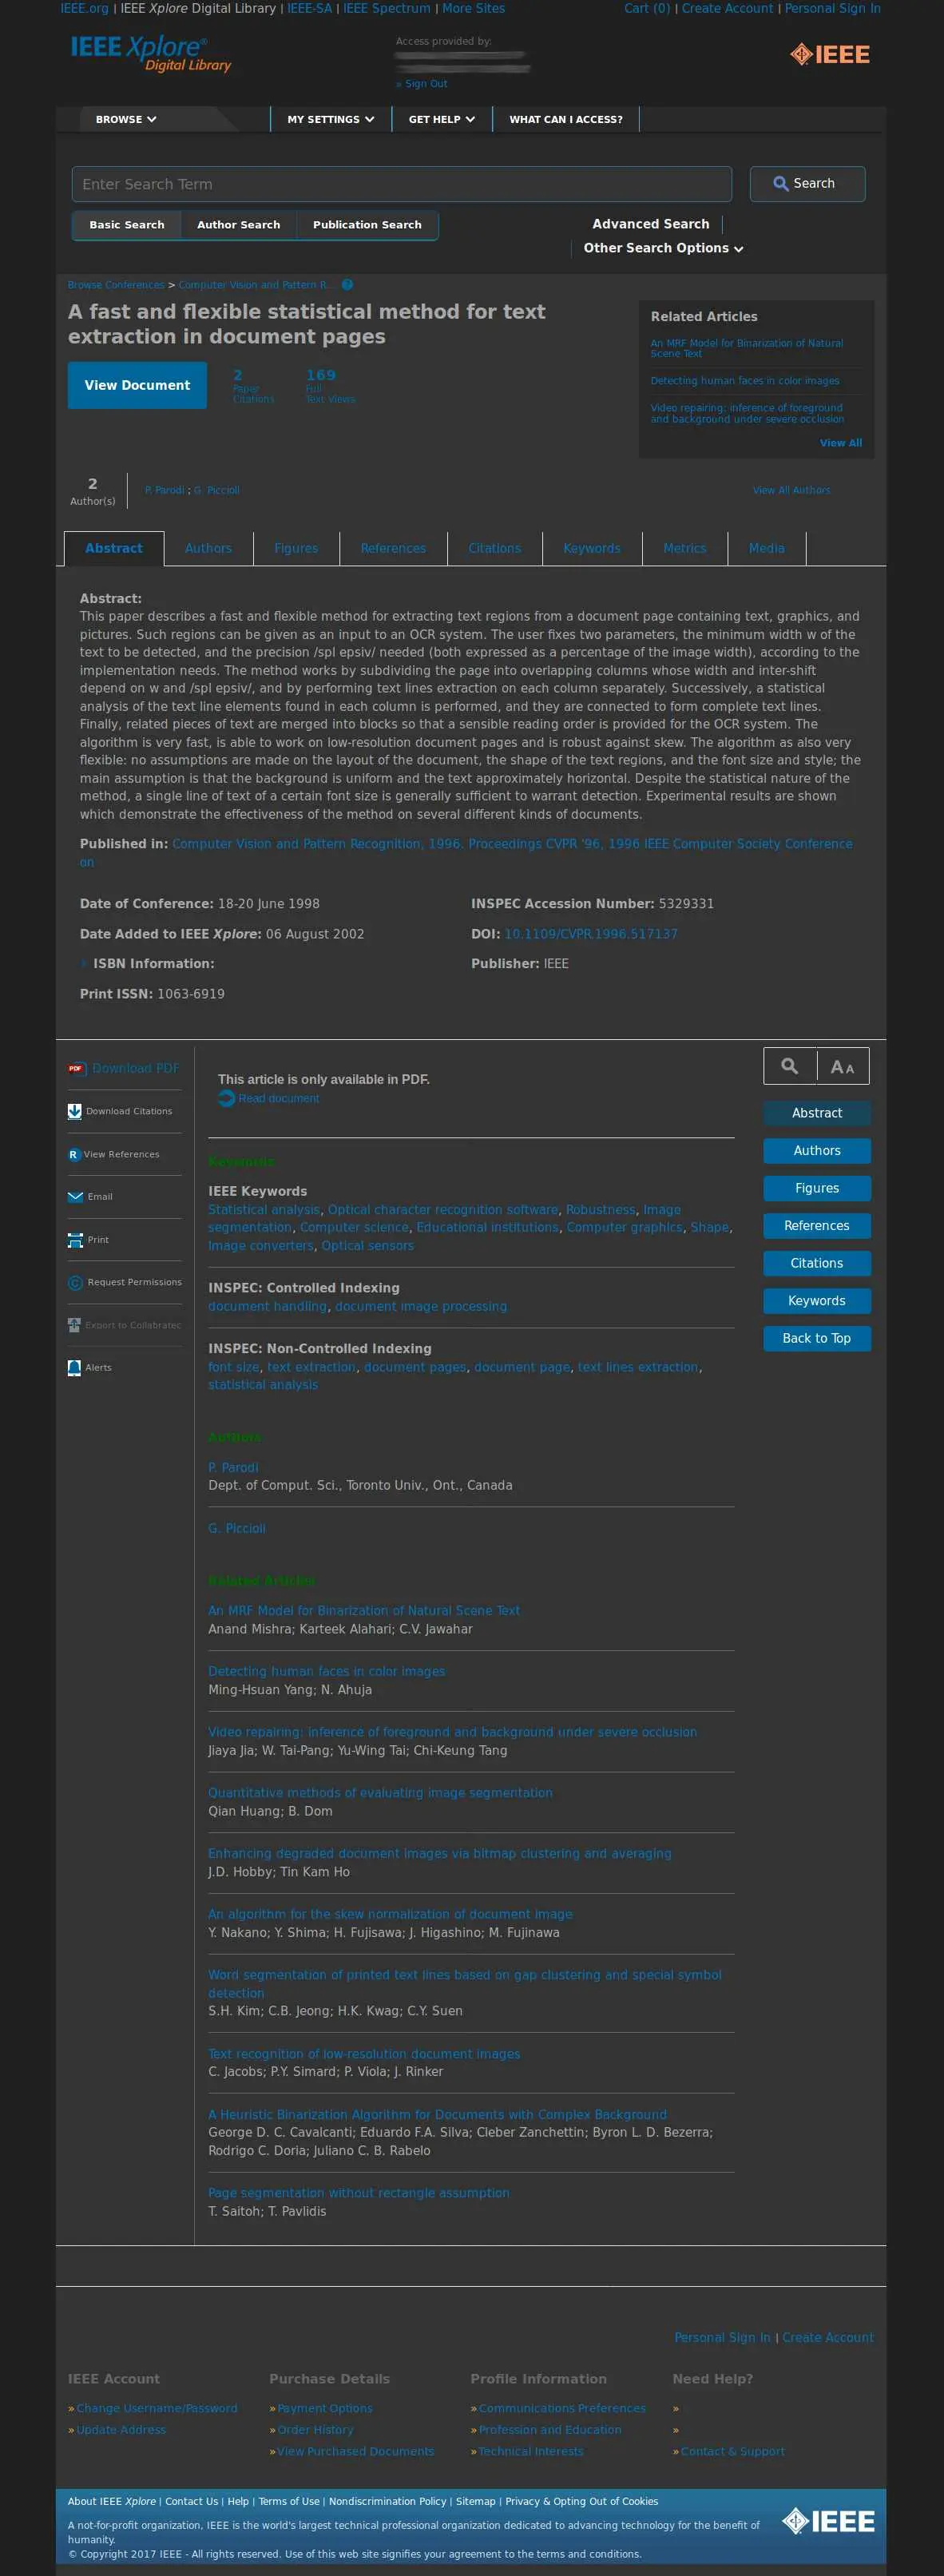 IEEE.org | IEEE Xplore Digital Library | IEEE-SA | IEEE Spectrum | More Sites
Cart (0) | Create Account | Personal Sign In
IEEE Xplore®
Digital Library
Access provided by:
» Sign Out
IEEE
BROWSE
MY SETTINGS
GET HELP
WHAT CAN I ACCESS?
Enter Search Term
Search
Basic Search
Author Search
Publication Search
Advanced Search
Other Search Options
Browse Conferences > Computer Vision and Pattern R... ?
A fast and flexible statistical method for text
extraction in document pages
Related Articles
An MRF Model for Binarization of Natural
Scene Text
Detecting human faces in color images
Video repairing: inference of foreground
and background under severe occlusion
View All
View Document
2
Paper
Citations
169
Full
Text Views
2
Author(s)
P. Parodi ; G. Piccioli
View All Authors
Abstract
Authors
Figures
References
Citations
Keywords
Metrics
Media
Abstract:
This paper describes a fast and flexible method for extracting text regions from a document page containing text, graphics, and
pictures. Such regions can be given as an input to an OCR system. The user fixes two parameters, the minimum width w of the
text to be detected, and the precision /spl epsiv/ needed (both expressed as a percentage of the image width), according to the
implementation needs. The method works by subdividing the page into overlapping columns whose width and inter-shift
depend on w and /spl epsiv/, and by performing text lines extraction on each column separately. Successively, a statistical
analysis of the text line elements found in each column is performed, and they are connected to form complete text lines.
Finally, related pieces of text are merged into blocks so that a sensible reading order is provided for the OCR system. The
algorithm is very fast, is able to work on low-resolution document pages and is robust against skew. The algorithm as also very
flexible: no assumptions are made on the layout of the document, the shape of the text regions, and the font size and style; the
main assumption is that the background is uniform and the text approximately horizontal. Despite the statistical nature of the
method, a single line of text of a certain font size is generally sufficient to warrant detection. Experimental results are shown
which demonstrate the effectiveness of the method on several different kinds of documents.
Published in: Computer Vision and Pattern Recognition, 1996. Proceedings CVPR '96, 1996 IEEE Computer Society Conference
on
Date of Conference: 18-20 June 1998
INSPEC Accession Number: 5329331
Date Added to IEEE Xplore: 06 August 2002
DOI: 10.1109/CVPR.1996.517137
ISBN Information:
Publisher: IEEE
Print ISSN: 1063-6919
PDF Download PDF
Download Citations
R View References
Email
Print
© Request Permissions
Export to Collabratec
Alerts
This article is only available in PDF.
Read document
A A
Abstract
Authors
Figures
References
Citations
Keywords
Back to Top
Keywords
IEEE Keywords
Statistical analysis, Optical character recognition software, Robustness, Image
segmentation, Computer science, Educational institutions, Computer graphics, Shape,
Image converters, Optical sensors
INSPEC: Controlled Indexing
document handling, document image processing
INSPEC: Non-Controlled Indexing
font size, text extraction, document pages, document page, text lines extraction,
statistical analysis
Authors
P. Parodi
Dept. of Comput. Sci., Toronto Univ., Ont., Canada
G. Piccioli
Related Articles
An MRF Model for Binarization of Natural Scene Text
Anand Mishra; Karteek Alahari; C.V. Jawahar
Detecting human faces in color images
Ming-Hsuan Yang; N. Ahuja
Video repairing: inference of foreground and background under severe occlusion
Jiaya Jia; W. Tai-Pang; Yu-Wing Tai; Chi-Keung Tang
Quantitative methods of evaluating image segmentation
Qian Huang; B. Dom
Enhancing degraded document images via bitmap clustering and averaging
J.D. Hobby; Tin Kam Ho
An algorithm for the skew normalization of document image
Y. Nakano; Y. Shima; H. Fujisawa; J. Higashino; M. Fujinawa
Word segmentation of printed text lines based on gap clustering and special symbol
detection
S.H. Kim; C.B. Jeong; H.K. Kwag; C.Y. Suen
Text recognition of low-resolution document images
C. Jacobs; P.Y. Simard; P. Viola; J. Rinker
A Heuristic Binarization Algorithm for Documents with Complex Background
George D. C. Cavalcanti; Eduardo F.A. Silva; Cleber Zanchettin; Byron L. D. Bezerra;
Rodrigo C. Doria; Juliano C. B. Rabelo
Page segmentation without rectangle assumption
T. Saitoh; T. Pavlidis
Personal Sign In | Create Account
IEEE Account
» Change Username/Password
» Update Address
Purchase Details
» Payment Options
» Order History
» View Purchased Documents
Profile Information
» Communications Preferences
» Profession and Education
» Technical Interests
Need Help?
»
»
» Contact & Support
About IEEE Xplore | Contact Us | Help | Terms of Use | Nondiscrimination Policy | Sitemap | Privacy & Opting Out of Cookies
A not-for-profit organization, IEEE is the world's largest technical professional organization dedicated to advancing technology for the benefit of
humanity.
© Copyright 2017 IEEE - All rights reserved. Use of this web site signifies your agreement to the terms and conditions.
IEEE